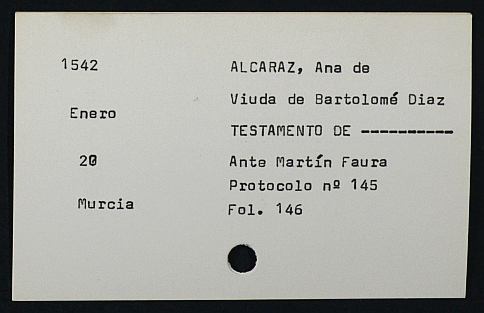 1542
Enero
20
Murcia
ALCARAZ, Ana de
Viuda de Bartolomé Diaz
TESTAMENTO DE ----------
Ante Martín Faura
Protocolo nº 145
Fol. 146